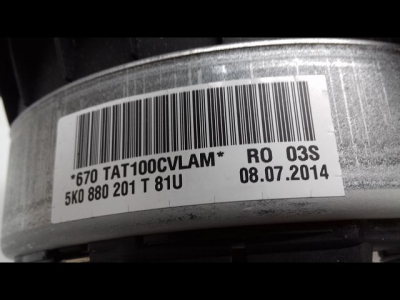 *670 TAT100CVLAM* RO 03S
5K0 880 201 T 81U 08.07.2014